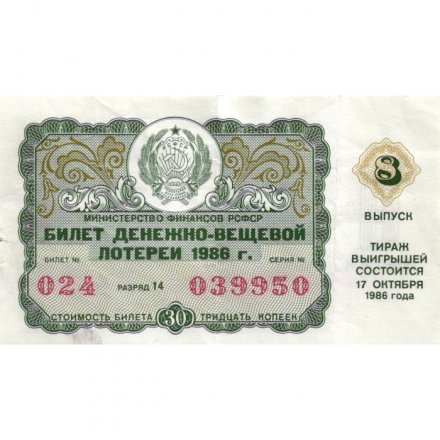 МИНИСТЕРСТВО ФИНАНСОВ РСФСР
БИЛЕТ ДЕНЕЖНО-ВЕЩЕВОЙ
ЛОТЕРЕИ 1986 г.
БИЛЕТ № СЕРИЯ №
024 РАЗРЯД 14 039950
СТОИМОСТЬ БИЛЕТА 30 ТРИДЦАТЬ КОПЕЕК
8
ВЫПУСК
ТИРАЖ
ВЫИГРЫШЕЙ
СОСТОИТСЯ
17 ОКТЯБРЯ
1986 года